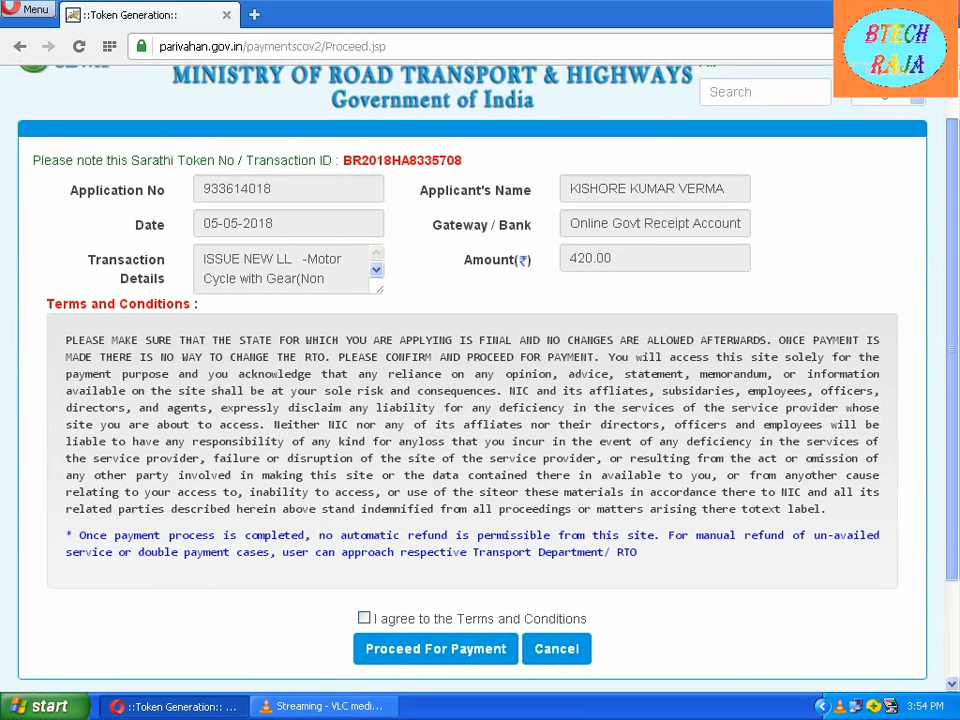 Menu
::Token Generation::
parivahan.gov.in/paymentscov2/Proceed.jsp
BTECH
RAJA
MINISTRY OF ROAD TRANSPORT & HIGHWAYS
Government of India
Search
Please note this Sarathi Token No / Transaction ID : BR2018HA8335708
Application No 933614018 Applicant's Name KISHORE KUMAR VERMA
Date 05-05-2018 Gateway / Bank Online Govt Receipt Account
Transaction Details ISSUE NEW LL -Motor Amount(₹) 420.00
Cycle with Gear(Non
Terms and Conditions :
PLEASE MAKE SURE THAT THE STATE FOR WHICH YOU ARE APPLYING IS FINAL AND NO CHANGES ARE ALLOWED AFTERWARDS. ONCE PAYMENT IS
MADE THERE IS NO WAY TO CHANGE THE RTO. PLEASE CONFIRM AND PROCEED FOR PAYMENT. You will access this site solely for the
payment purpose and you acknowledge that any reliance on any opinion, advice, statement, memorandum, or information
available on the site shall be at your sole risk and consequences. NIC and its affliates, subsidaries, employees, officers,
directors, and agents, expressly disclaim any liability for any deficiency in the services of the service provider whose
site you are about to access. Neither NIC nor any of its affliates nor their directors, officers and employees will be
liable to have any responsibility of any kind for anyloss that you incur in the event of any deficiency in the services of
the service provider, failure or disruption of the site of the service provider, or resulting from the act or omission of
any other party involved in making this site or the data contained there in available to you, or from anyother cause
relating to your access to, inability to access, or use of the siteor these materials in accordance there to NIC and all its
related parties described herein above stand indemnified from all proceedings or matters arising there totext label.
* Once payment process is completed, no automatic refund is permissible from this site. For manual refund of un-availed
service or double payment cases, user can approach respective Transport Department/ RTO
I agree to the Terms and Conditions
Proceed For Payment Cancel
start ::Token Generation:: ... Streaming - VLC medi... 3:54 PM